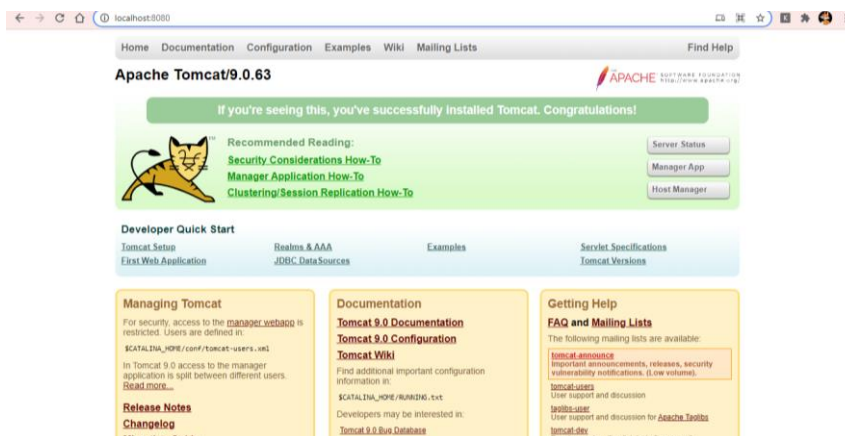 localhost:8080
Home Documentation Configuration Examples Wiki Mailing Lists Find Help
Apache Tomcat/9.0.63
APACHE SOFTWARE FOUNDATION
http://www.apache.org/
If you're seeing this, you've successfully installed Tomcat. Congratulations!
TM
Recommended Reading:
Security Considerations How-To
Manager Application How-To
Clustering/Session Replication How-To
Server Status
Manager App
Host Manager
Developer Quick Start
Tomcat Setup
First Web Application
Realms & AAA
JDBC DataSources
Examples
Servlet Specifications
Tomcat Versions
Managing Tomcat
For security, access to the manager webapp is
restricted. Users are defined in:
$CATALINA_HOME/conf/tomcat-users.xml
In Tomcat 9.0 access to the manager
application is split between different users.
Read more...
Release Notes
Changelog
Documentation
Tomcat 9.0 Documentation
Tomcat 9.0 Configuration
Tomcat Wiki
Find additional important configuration
information in:
$CATALINA_HOME/RUNNING.txt
Developers may be interested in:
Tomcat 9.0 Bug Database
Getting Help
FAQ and Mailing Lists
The following mailing lists are available:
tomcat-announce
Important announcements, releases, security
vulnerability notifications. (Low volume).
tomcat-users
User support and discussion
taglibs-user
User support and discussion for Apache Taglibs
tomcat-dev